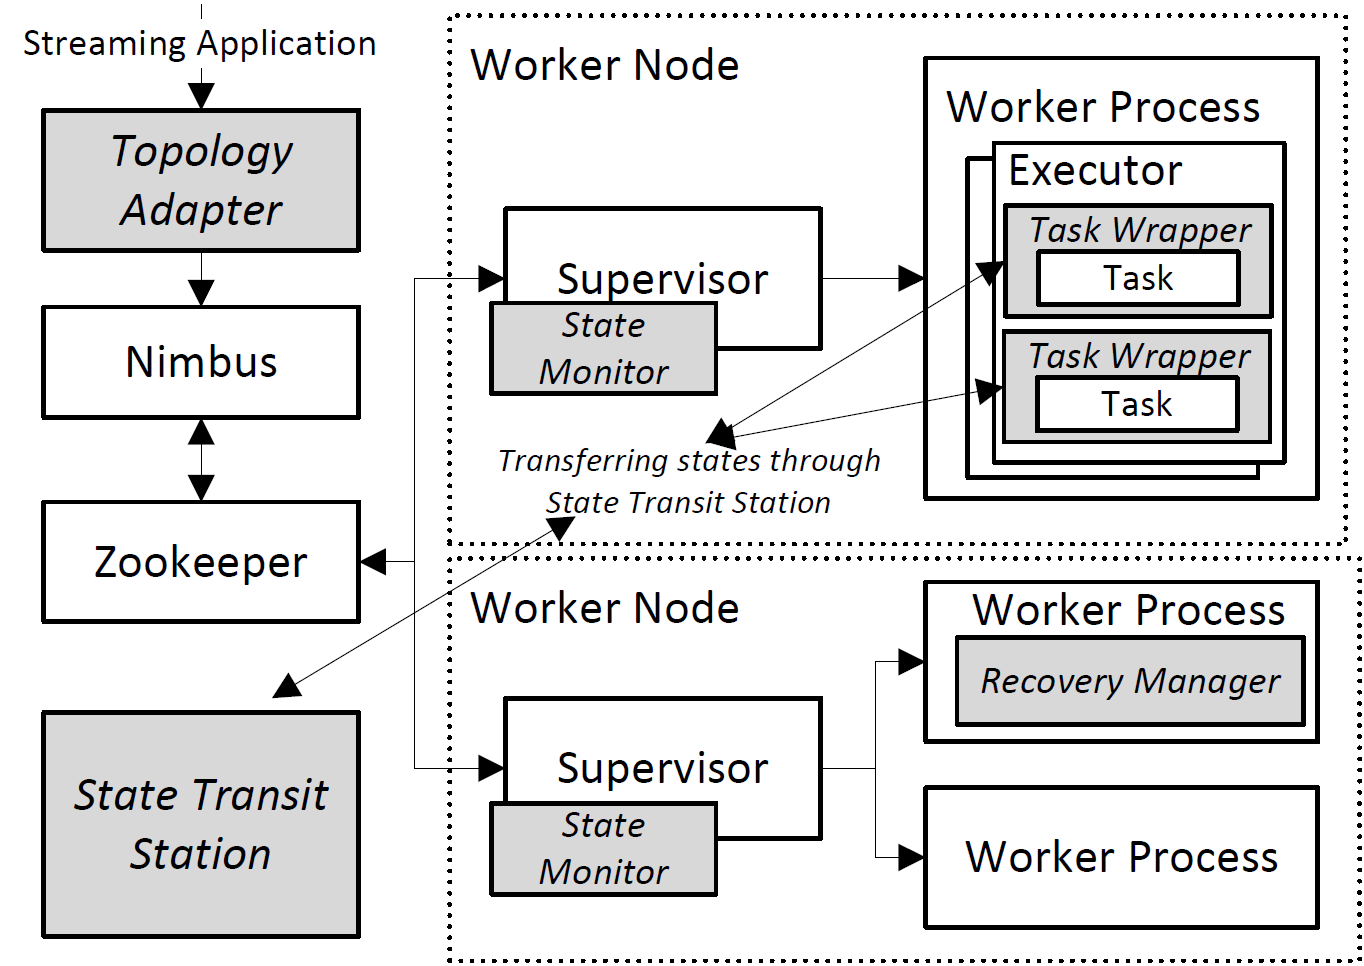 Streaming Application
Topology
Adapter
Nimbus
Zookeeper
State Transit
Station
Worker Node
Supervisor
State
Monitor
Worker Process
Executor
Task Wrapper
Task
Task Wrapper
Task
Transferring states through
State Transit Station
Worker Node
Supervisor
State
Monitor
Worker Process
Recovery Manager
Worker Process